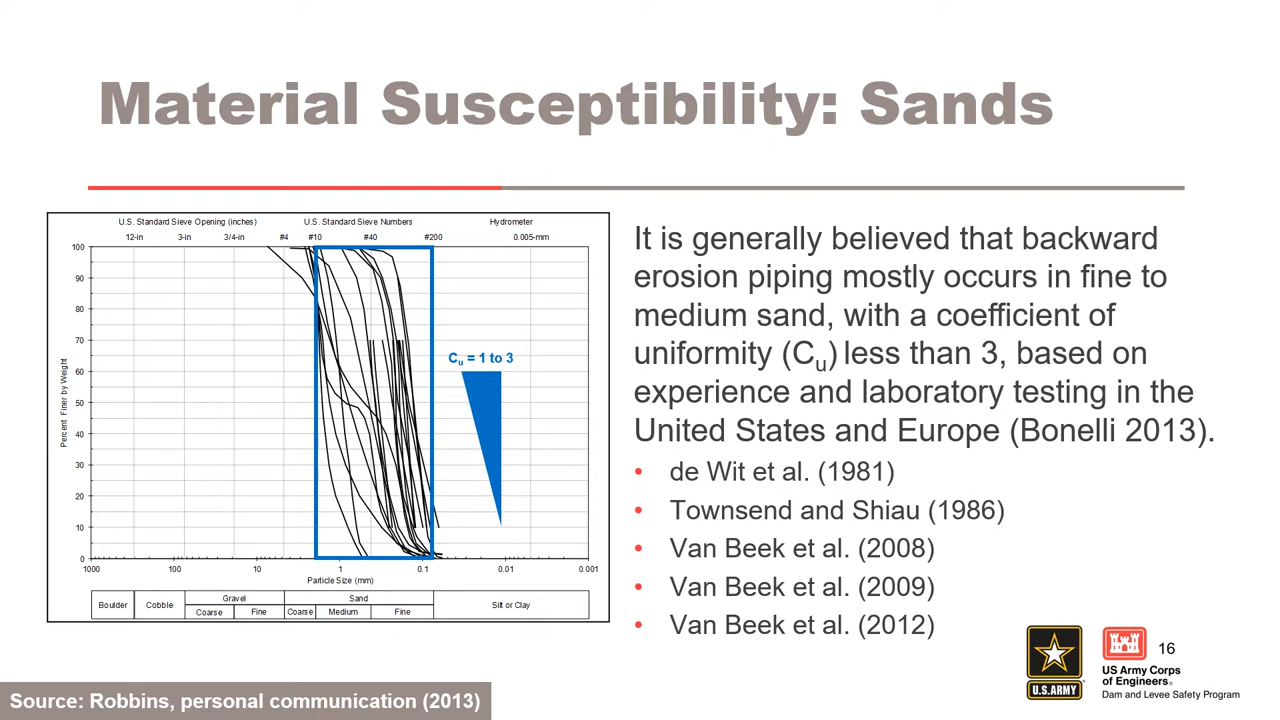 Material Susceptibility: Sands
U.S. Standard Sieve Opening (inches) U.S. Standard Sieve Numbers Hydrometer
12-in 3-in 3/4-in #4 #10 #40 #200 0.005-mm
100
90
80
70
60
50
40
30
20
10
0
Percent Finer by Weight
Cu = 1 to 3
1000 100 10 1 0.1 0.01 0.001
Particle Size (mm)
Boulder Cobble Gravel Sand Silt or Clay
Coarse Fine Coarse Medium Fine
It is generally believed that backward
erosion piping mostly occurs in fine to
medium sand, with a coefficient of
uniformity (Cu) less than 3, based on
experience and laboratory testing in the
United States and Europe (Bonelli 2013).
• de Wit et al. (1981)
• Townsend and Shiau (1986)
• Van Beek et al. (2008)
• Van Beek et al. (2009)
• Van Beek et al. (2012)
U.S.ARMY
16
US Army Corps
of Engineers®
Dam and Levee Safety Program
Source: Robbins, personal communication (2013)